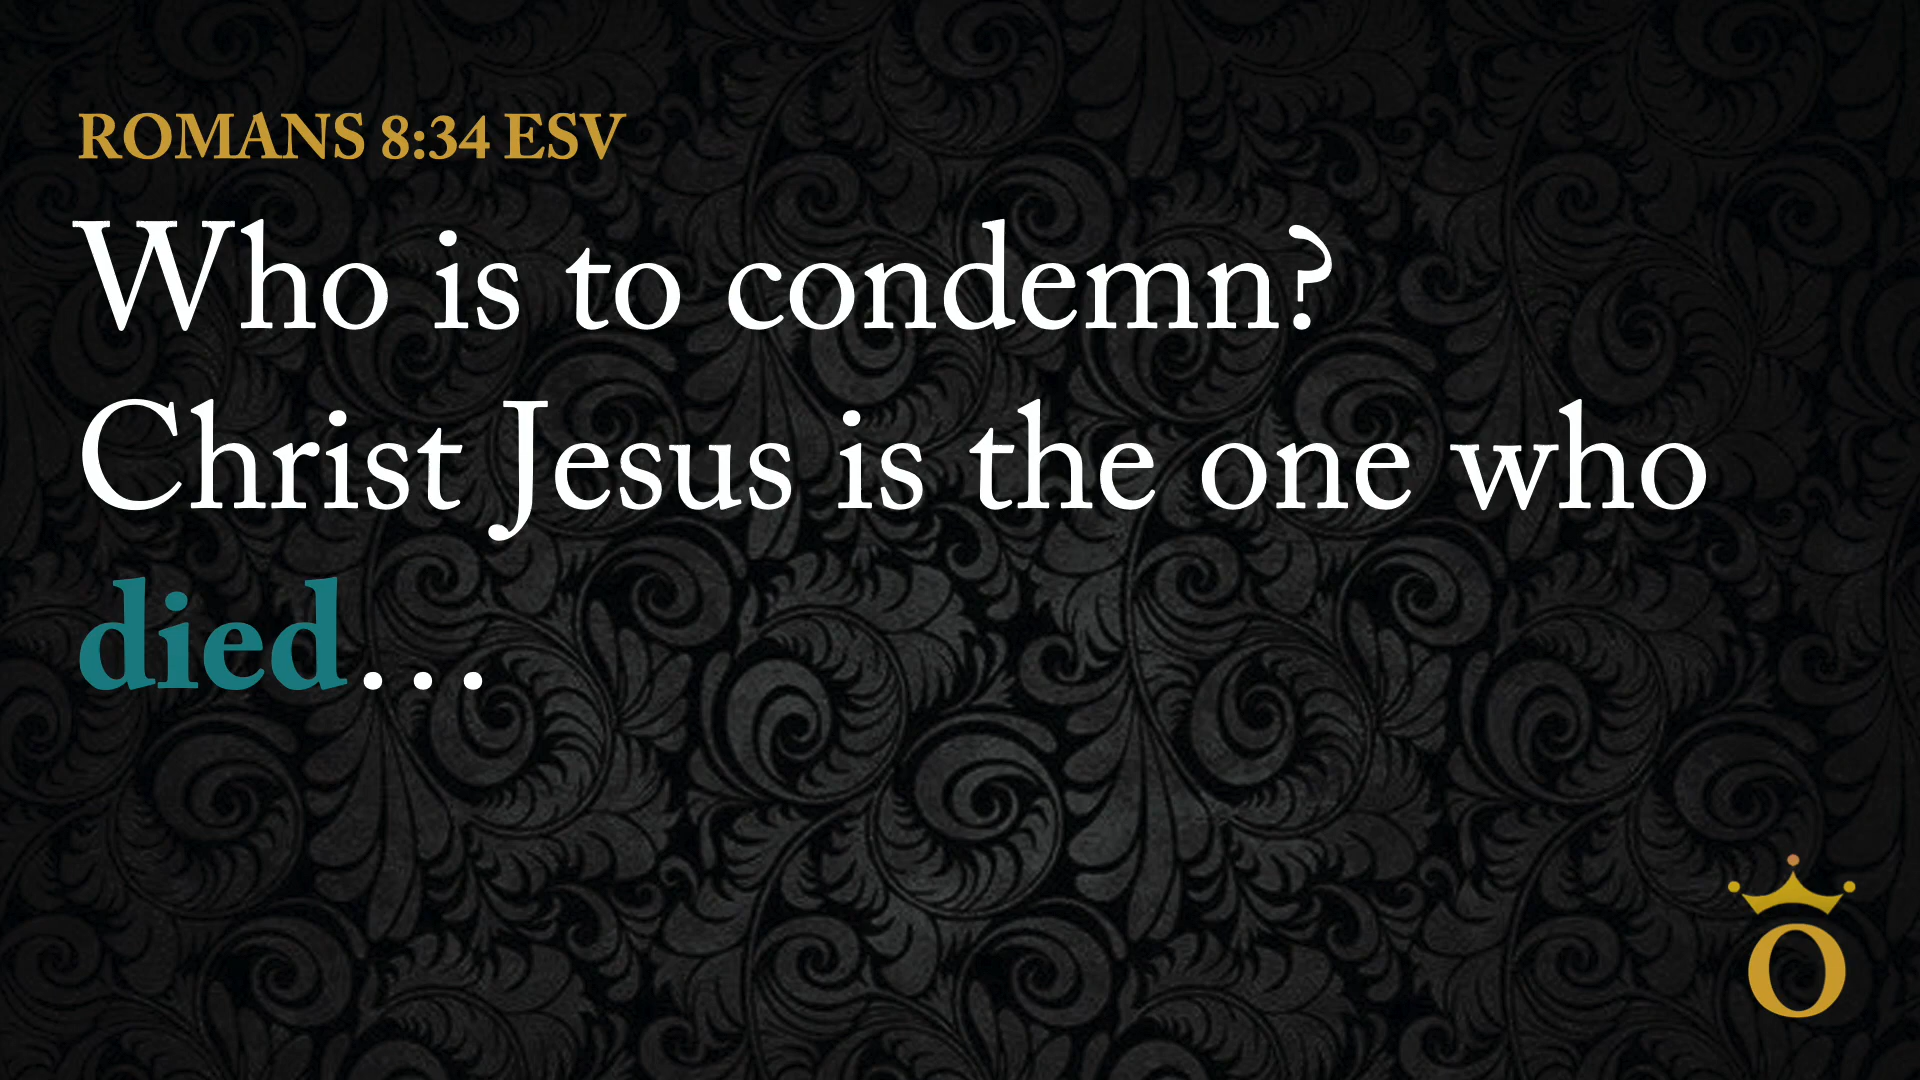 ROMANS 8:34 ESV
Who is to condemn?
Christ Jesus is the one who
died…
O